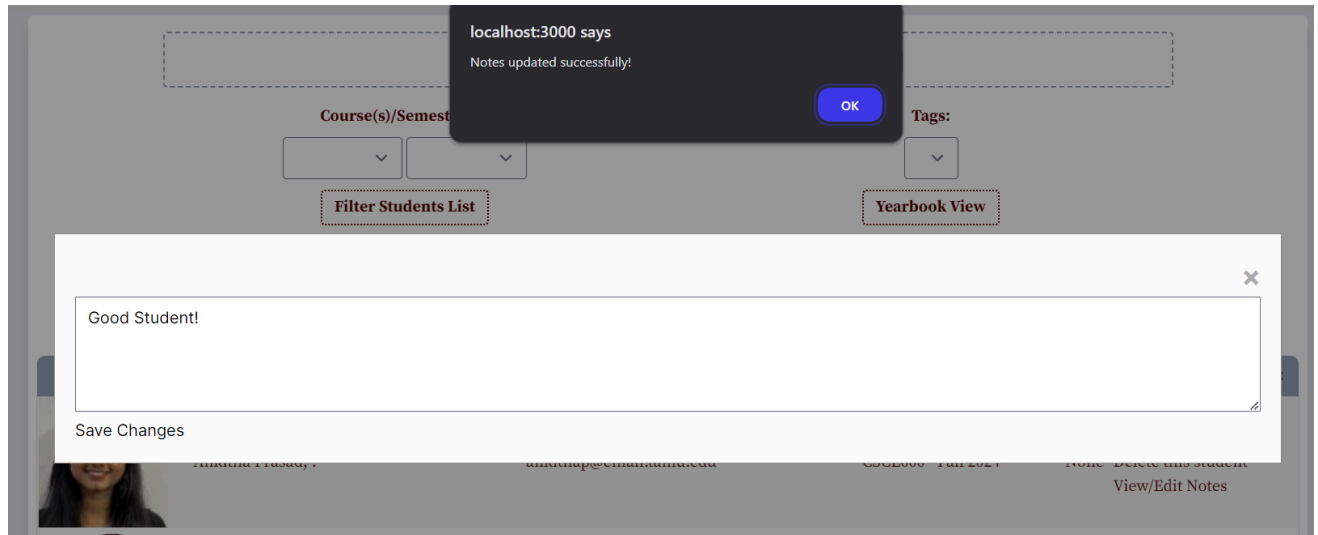 localhost:3000 says
Notes updated successfully!
OK
Course(s)/Semest
Tags:
Filter Students List
Yearbook View
×
Good Student!
Save Changes
View/Edit Notes